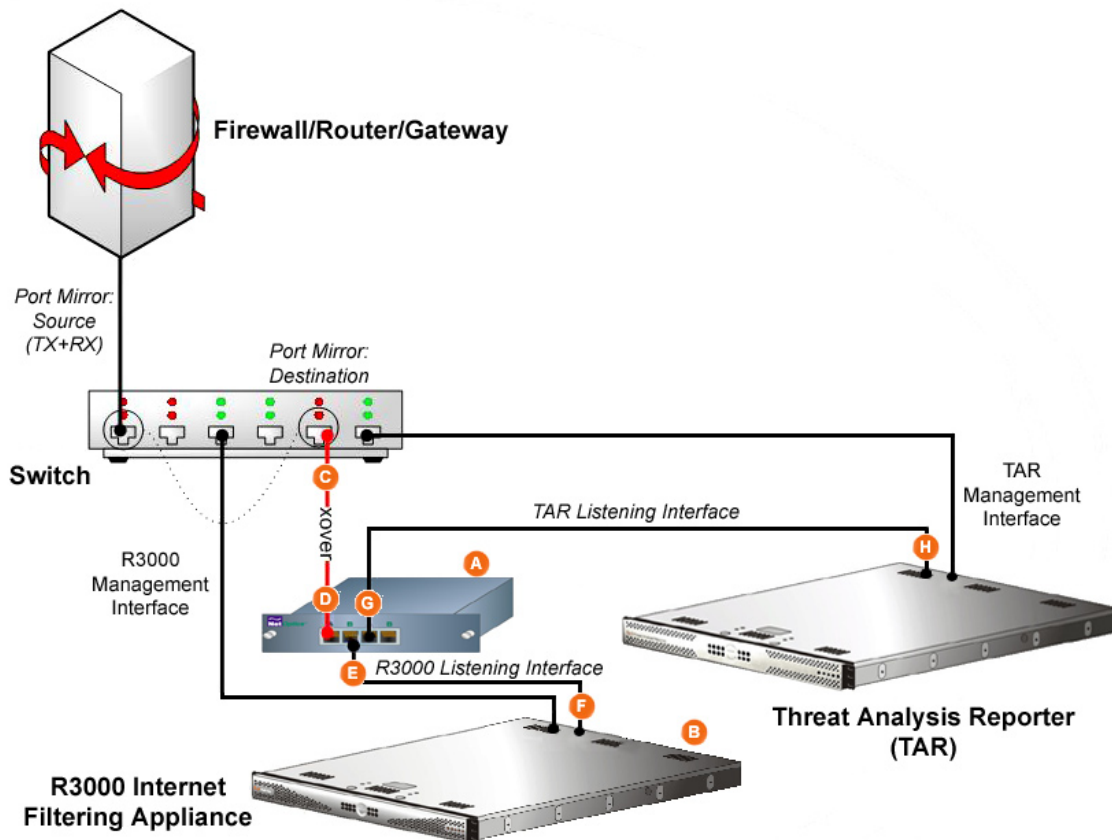 Firewall/Router/Gateway
Port Mirror:
Source
(TX+RX)
Port Mirror:
Destination
Switch
C
xover
TAR
Management
Interface
TAR Listening Interface
H
R3000
Management
Interface
A
D
G
Net
A
B
E
R3000 Listening Interface
F
B
Threat Analysis Reporter
(TAR)
R3000 Internet
Filtering Appliance